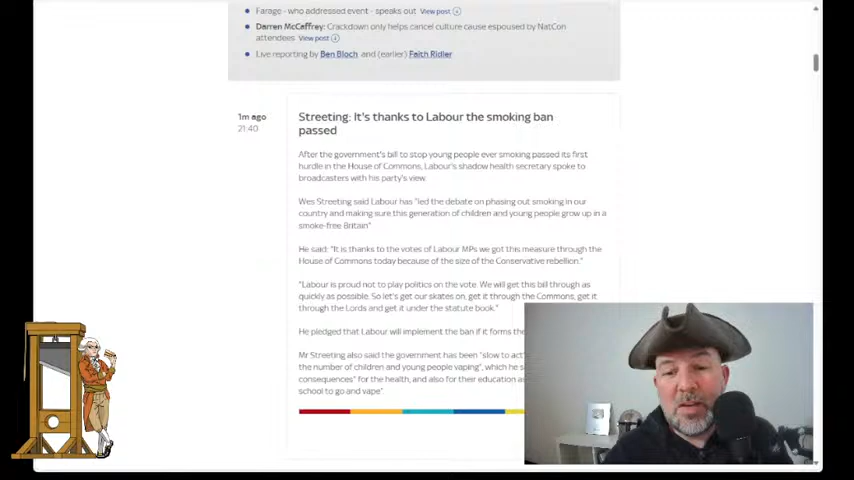 Farage - who addressed event - speaks out View post
Darren McCaffrey: Crackdown only helps cancel culture cause espoused by NatCon
attendees View post
Live reporting by Ben Bloch and (earlier) Faith Ridler
1m ago
21:40
Streeting: It's thanks to Labour the smoking ban
passed
After the government's bill to stop young people ever smoking passed its first
hurdle in the House of Commons, Labour's shadow health secretary spoke to
broadcasters with his party's view.
Wes Streeting said Labour has "led the debate on phasing out smoking in our
country and making sure this generation of children and young people grow up in a
smoke-free Britain"
He said: "It is thanks to the votes of Labour MPs we got this measure through the
House of Commons today because of the size of the Conservative rebellion."
"Labour is proud not to play politics on the vote. We will get this bill through as
quickly as possible. So let's get our skates on, get it through the Commons, get it
through the Lords and get it under the statute book."
He pledged that Labour will implement the ban if it forms the
Mr Streeting also said the government has been "slow to act
the number of children and young people vaping", which he s
consequences" for the health, and also for their education as
school to go and vape".